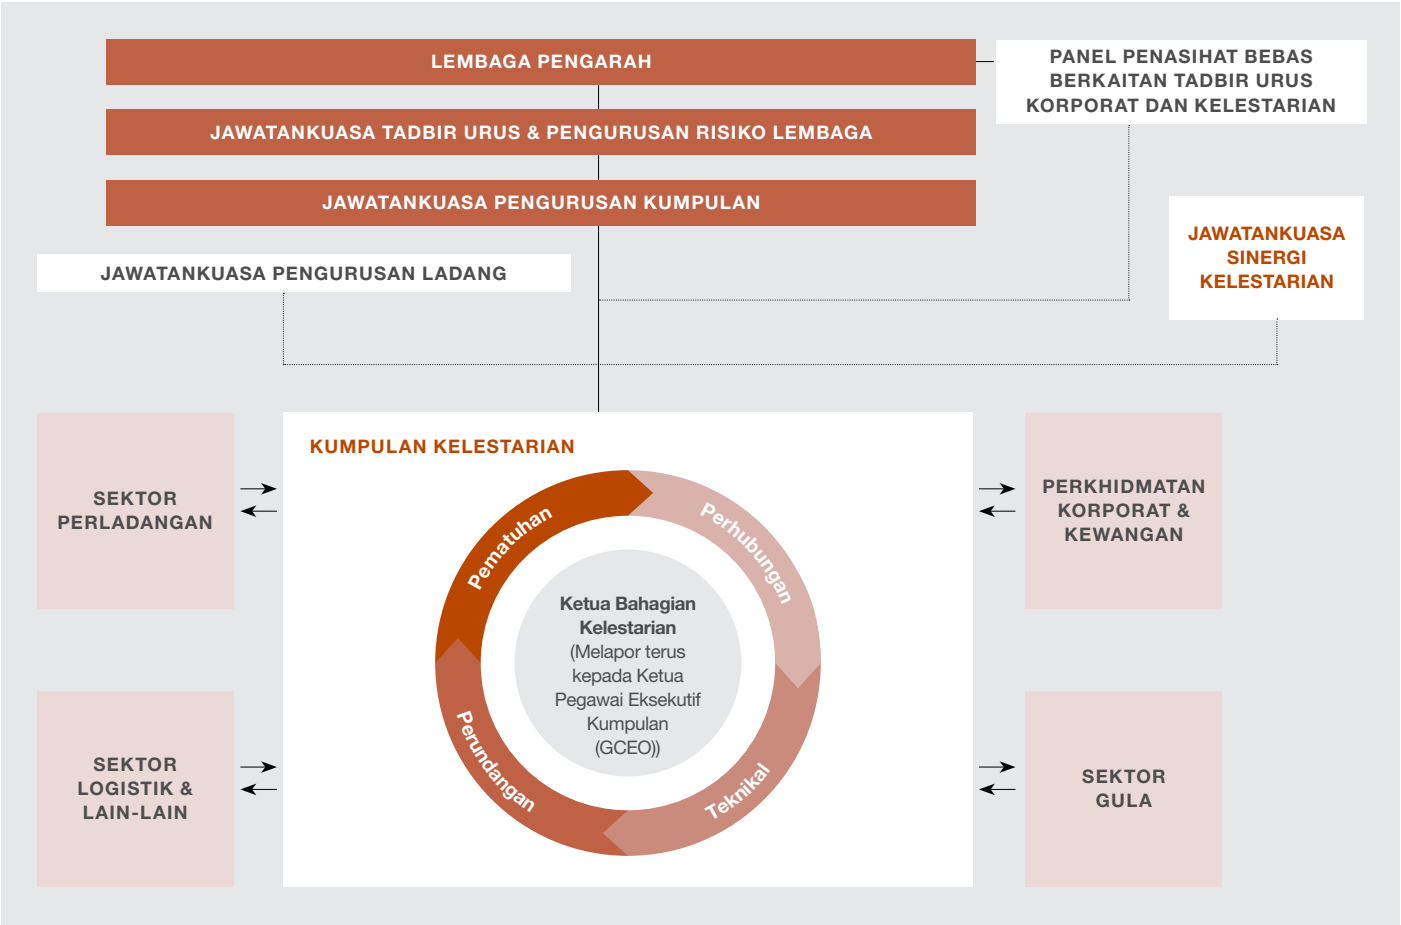 LEMBAGA PENGARAH
PANEL PENASIHAT BEBAS
BERKAITAN TADBIR URUS
KORPORAT DAN KELESTARIAN
JAWATANKUASA TADBIR URUS & PENGURUSAN RISIKO LEMBAGA
JAWATANKUASA PENGURUSAN KUMPULAN
JAWATANKUASA
SINERGI
KELESTARIAN
JAWATANKUASA PENGURUSAN LADANG
KUMPULAN KELESTARIAN
SEKTOR
PERLADANGAN
PERKHIDMATAN
KORPORAT &
KEWANGAN
Pematuhan
Perhubungan
Ketua Bahagian
Kelestarian
(Melapor terus
kepada Ketua
Pegawai Eksekutif
Kumpulan
(GCEO))
Perundangan
Teknikal
SEKTOR
LOGISTIK &
LAIN-LAIN
SEKTOR
GULA